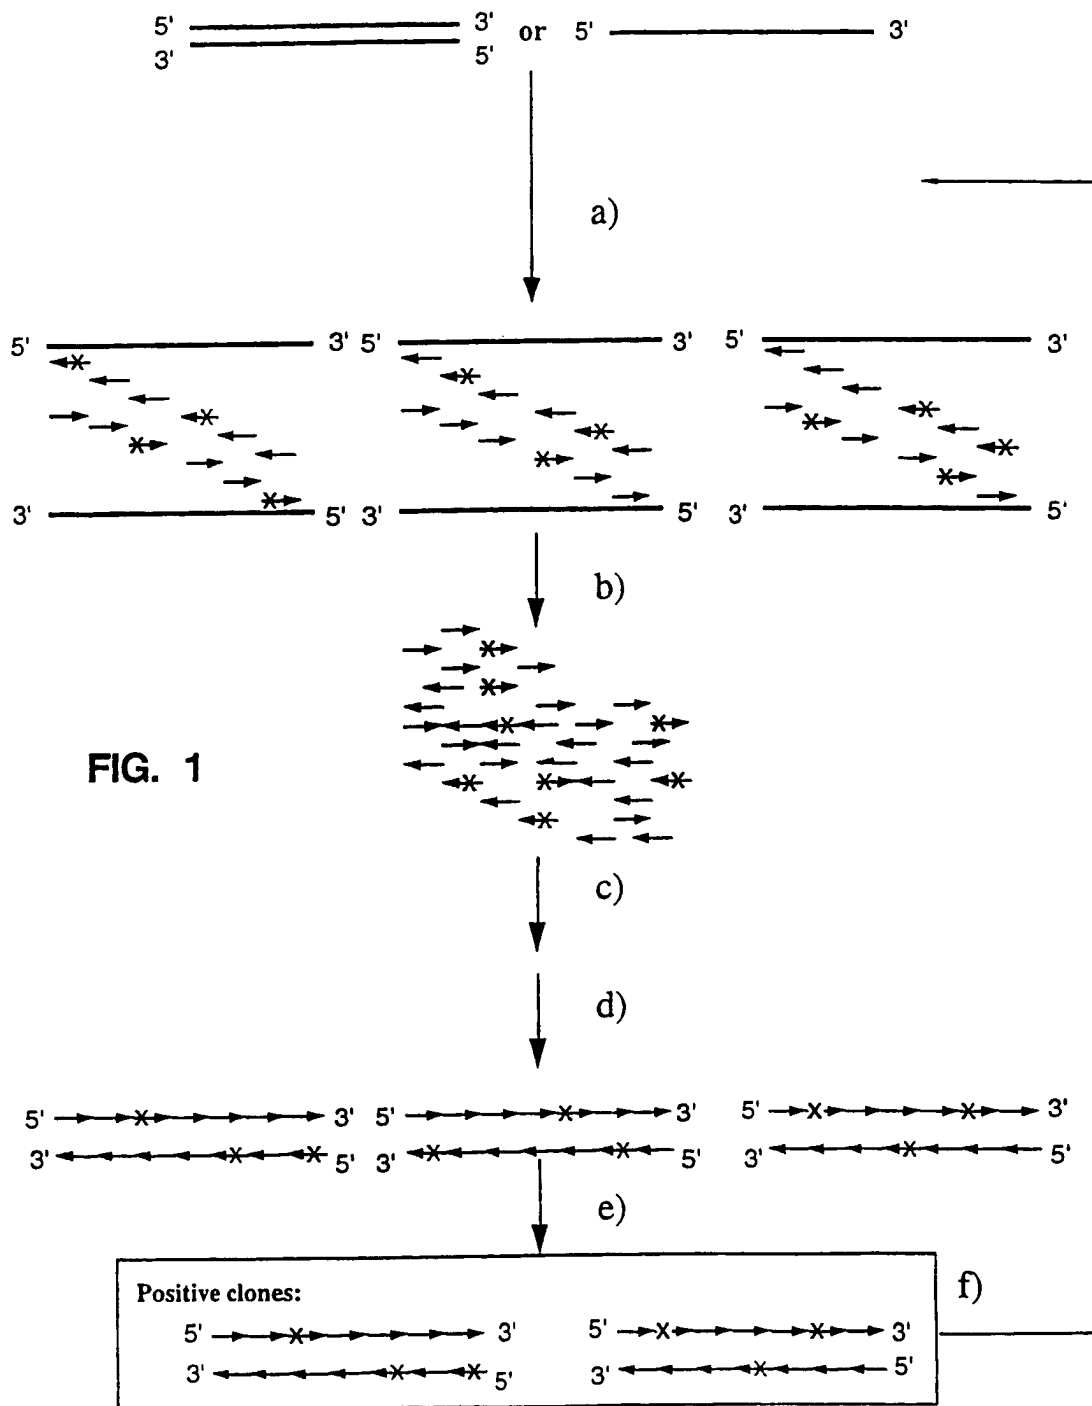 5' 3' or 5' 3'
3' 5'
a)
5' 3' 5' 3' 5' 3'
3' 5' 3' 5' 3' 5'
b)
FIG. 1
c)
d)
5' 3' 5' 3' 5' 3'
3' 5' 3' 5' 3' 5'
e)
Positive clones:
f)
5' 3' 5' 3'
3' 5' 3' 5'